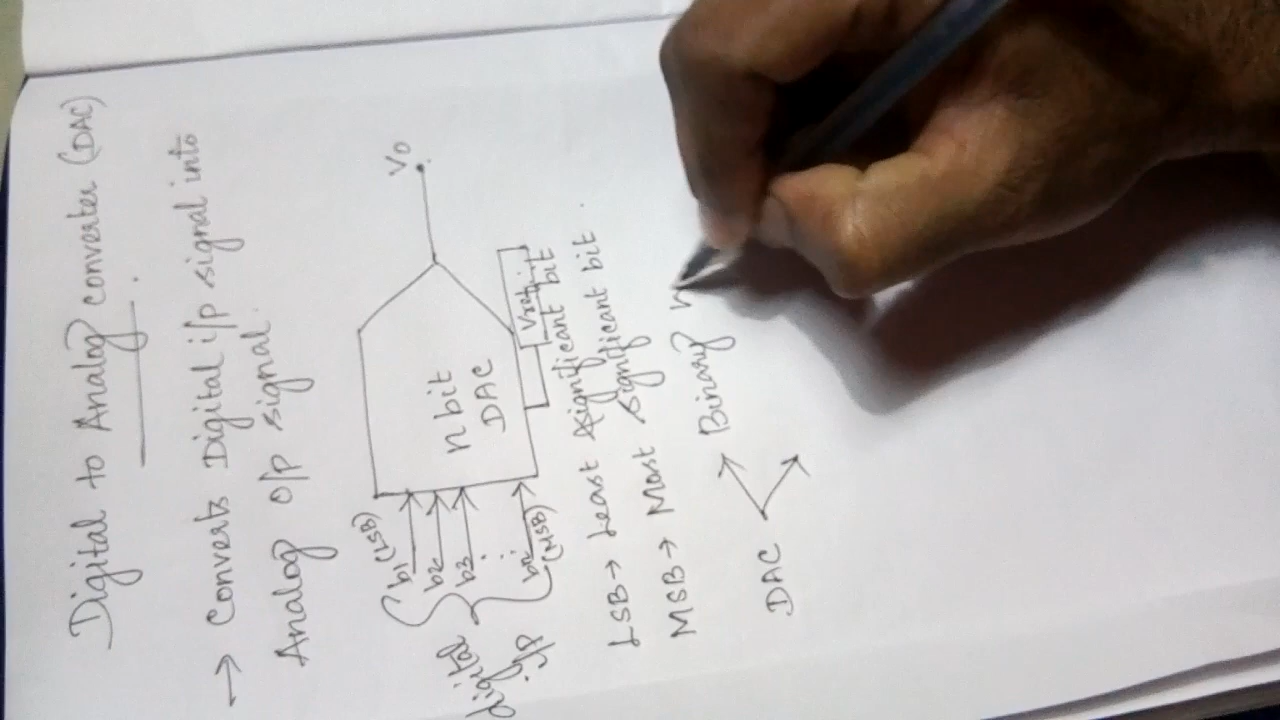 Digital to Analog converter (DAC)
→ Converts Digital i/p signal into
Analog o/p signal.
Vo
n bit
DAC
Vref
b1 (LSB)
b2
b3
bn
(MSB)
digital
i/p
LSB → Least significant bit
MSB → Most significant bit.
DAC
Binary